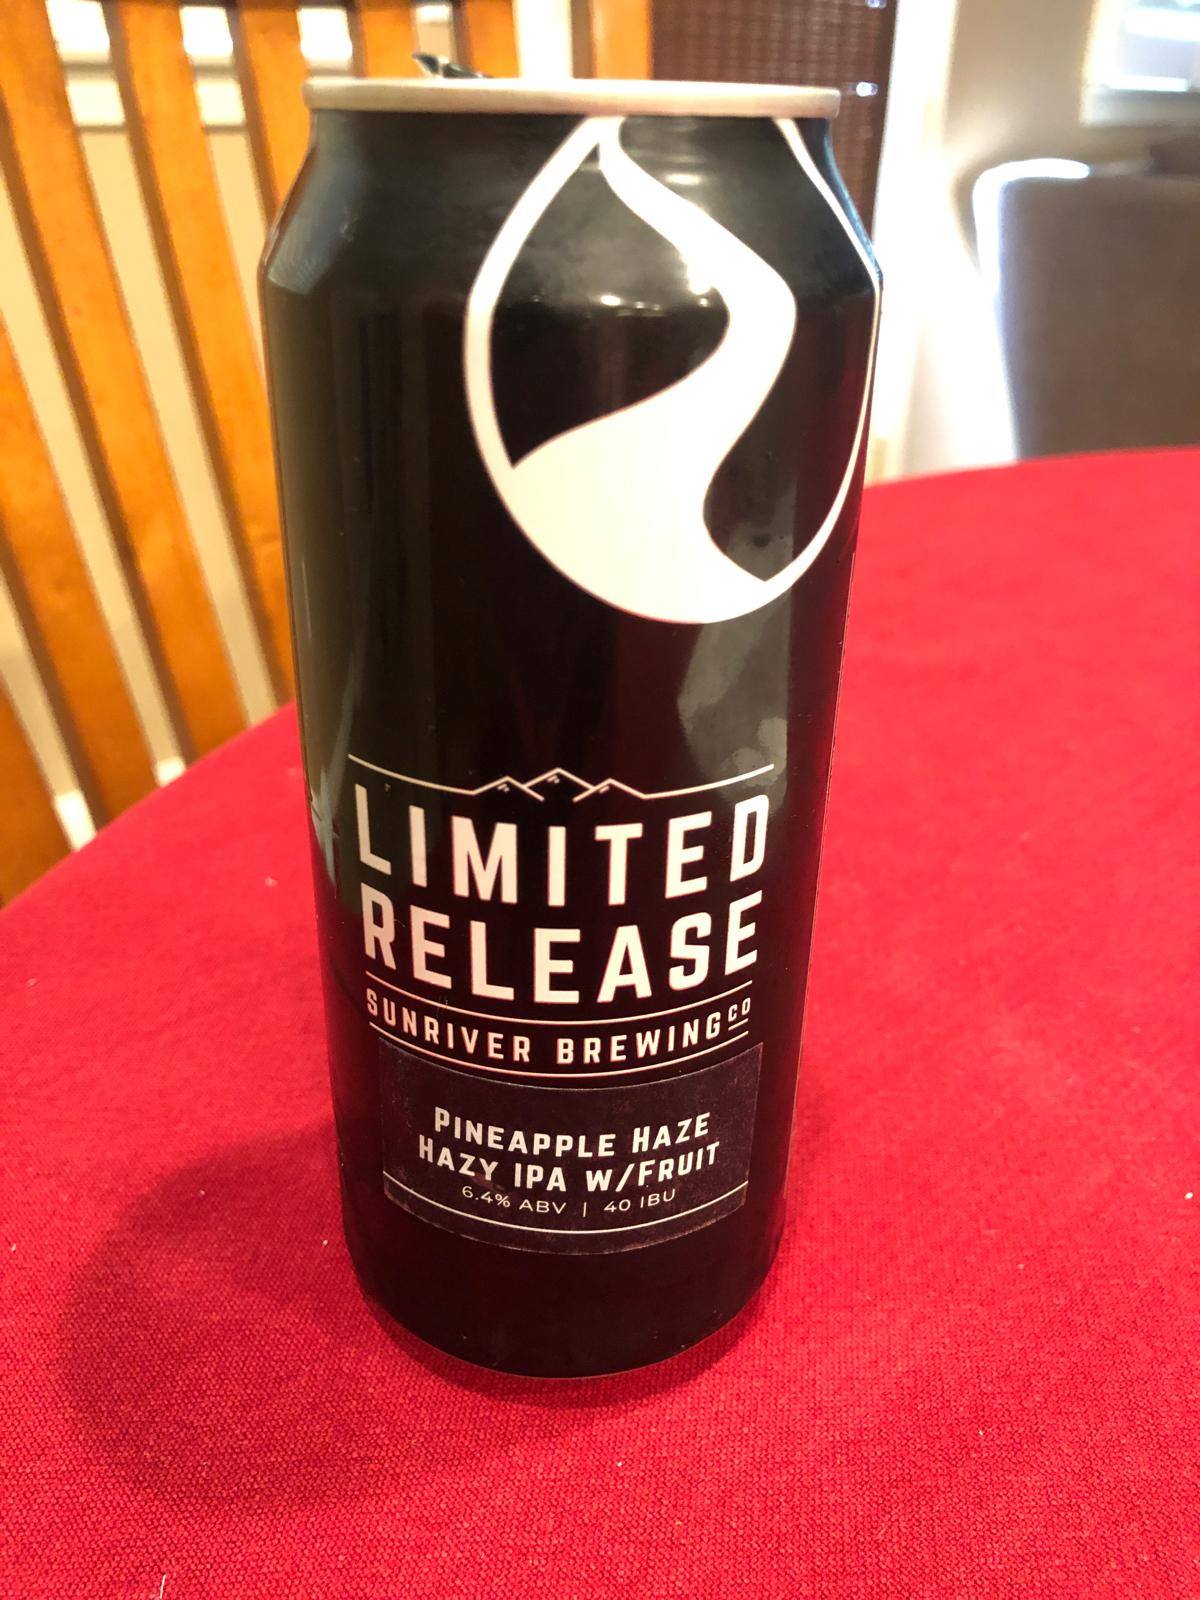 LIMITED
RELEASE
SUNRIVER BREWING CO
PINEAPPLE HAZE
HAZY IPA W/FRUIT
6.4% ABV | 40 IBU